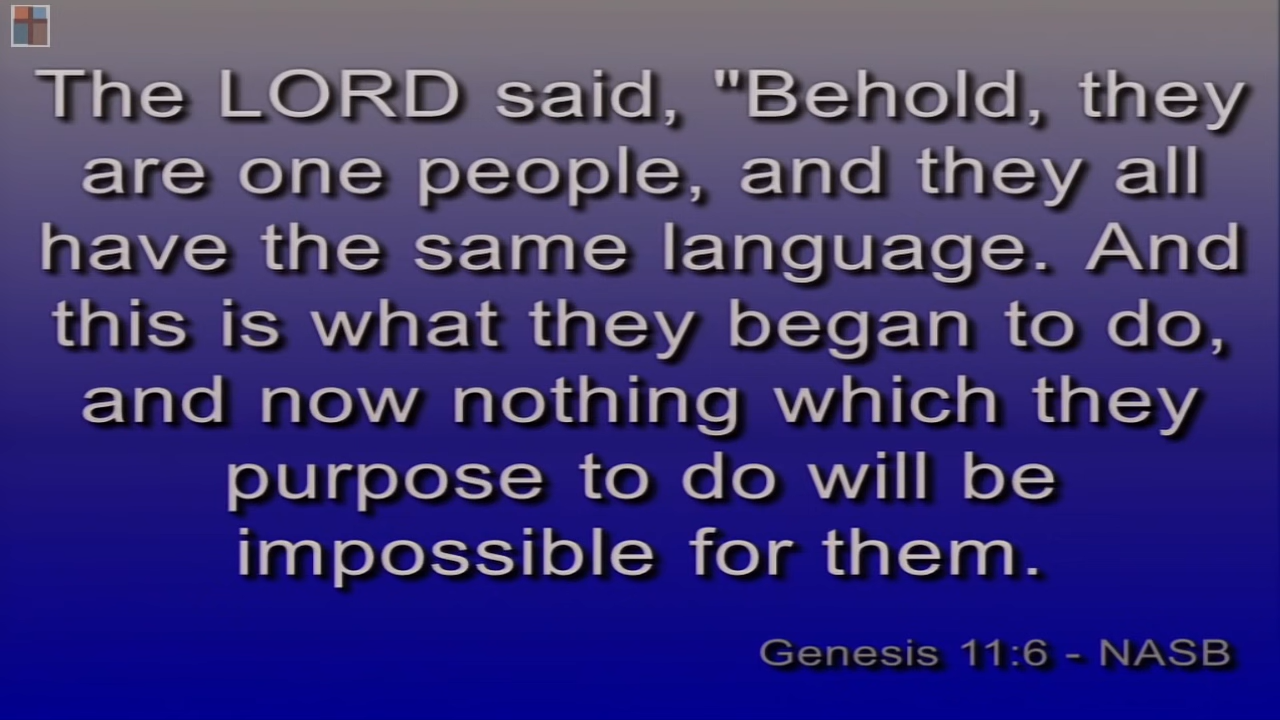 The LORD said, "Behold, they
are one people, and they all
have the same language. And
this is what they began to do,
and now nothing which they
purpose to do will be
impossible for them.
Genesis 11:6 - NASB